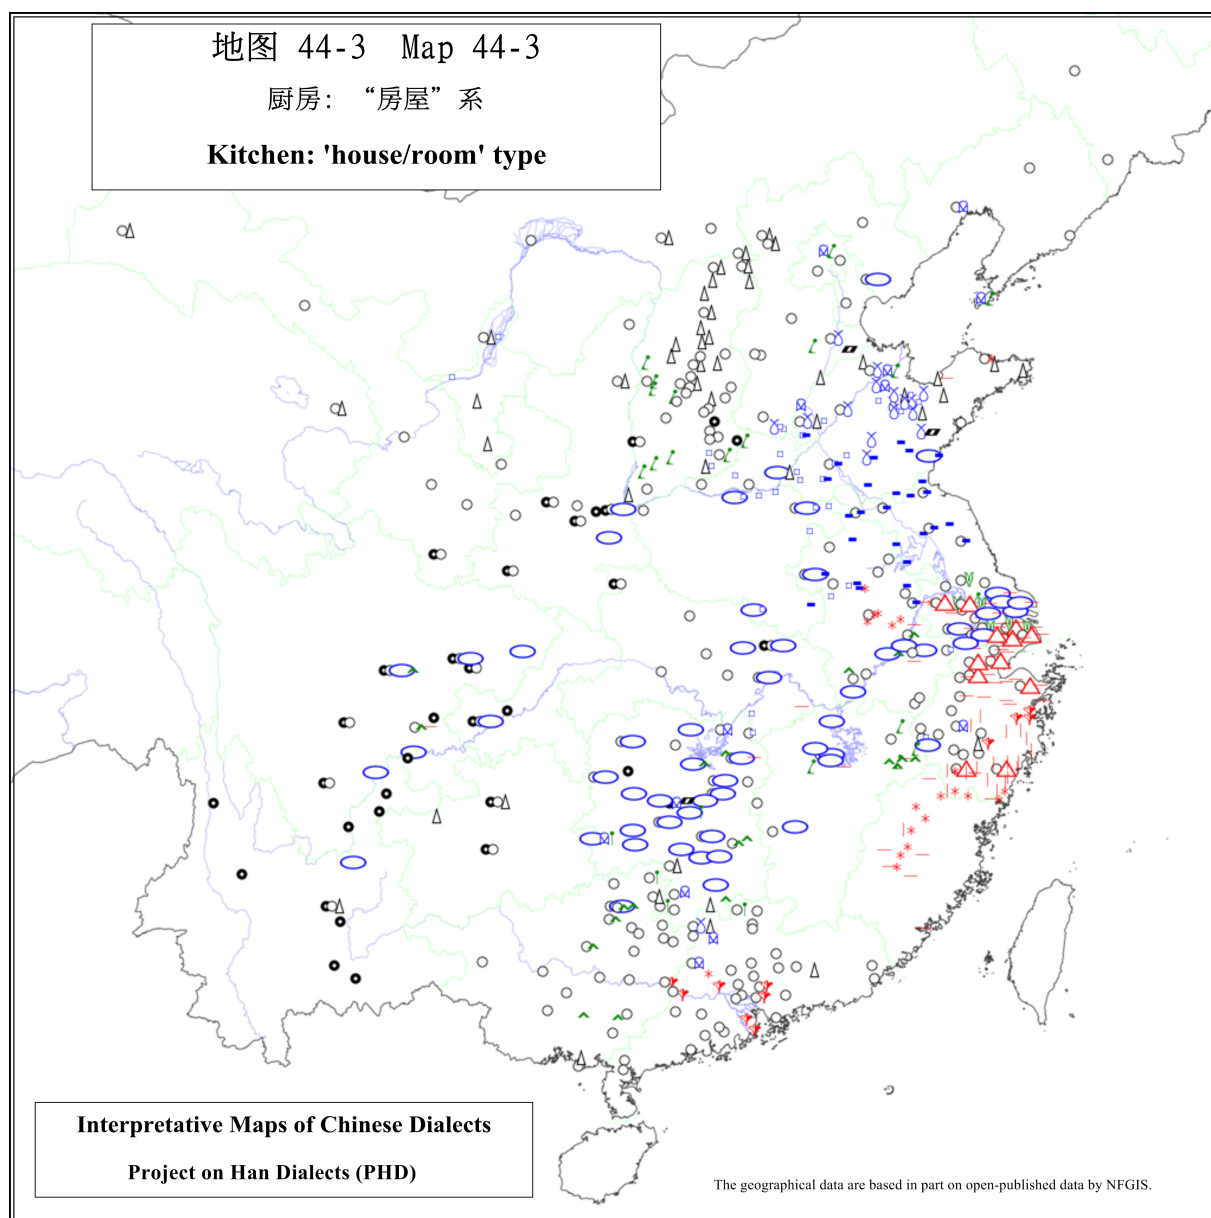 地图 44-3 Map 44-3
厨房: “房屋”系
Kitchen: 'house/room' type
Interpretative Maps of Chinese Dialects
Project on Han Dialects (PHD)
The geographical data are based in part on open-published data by NFGIS.